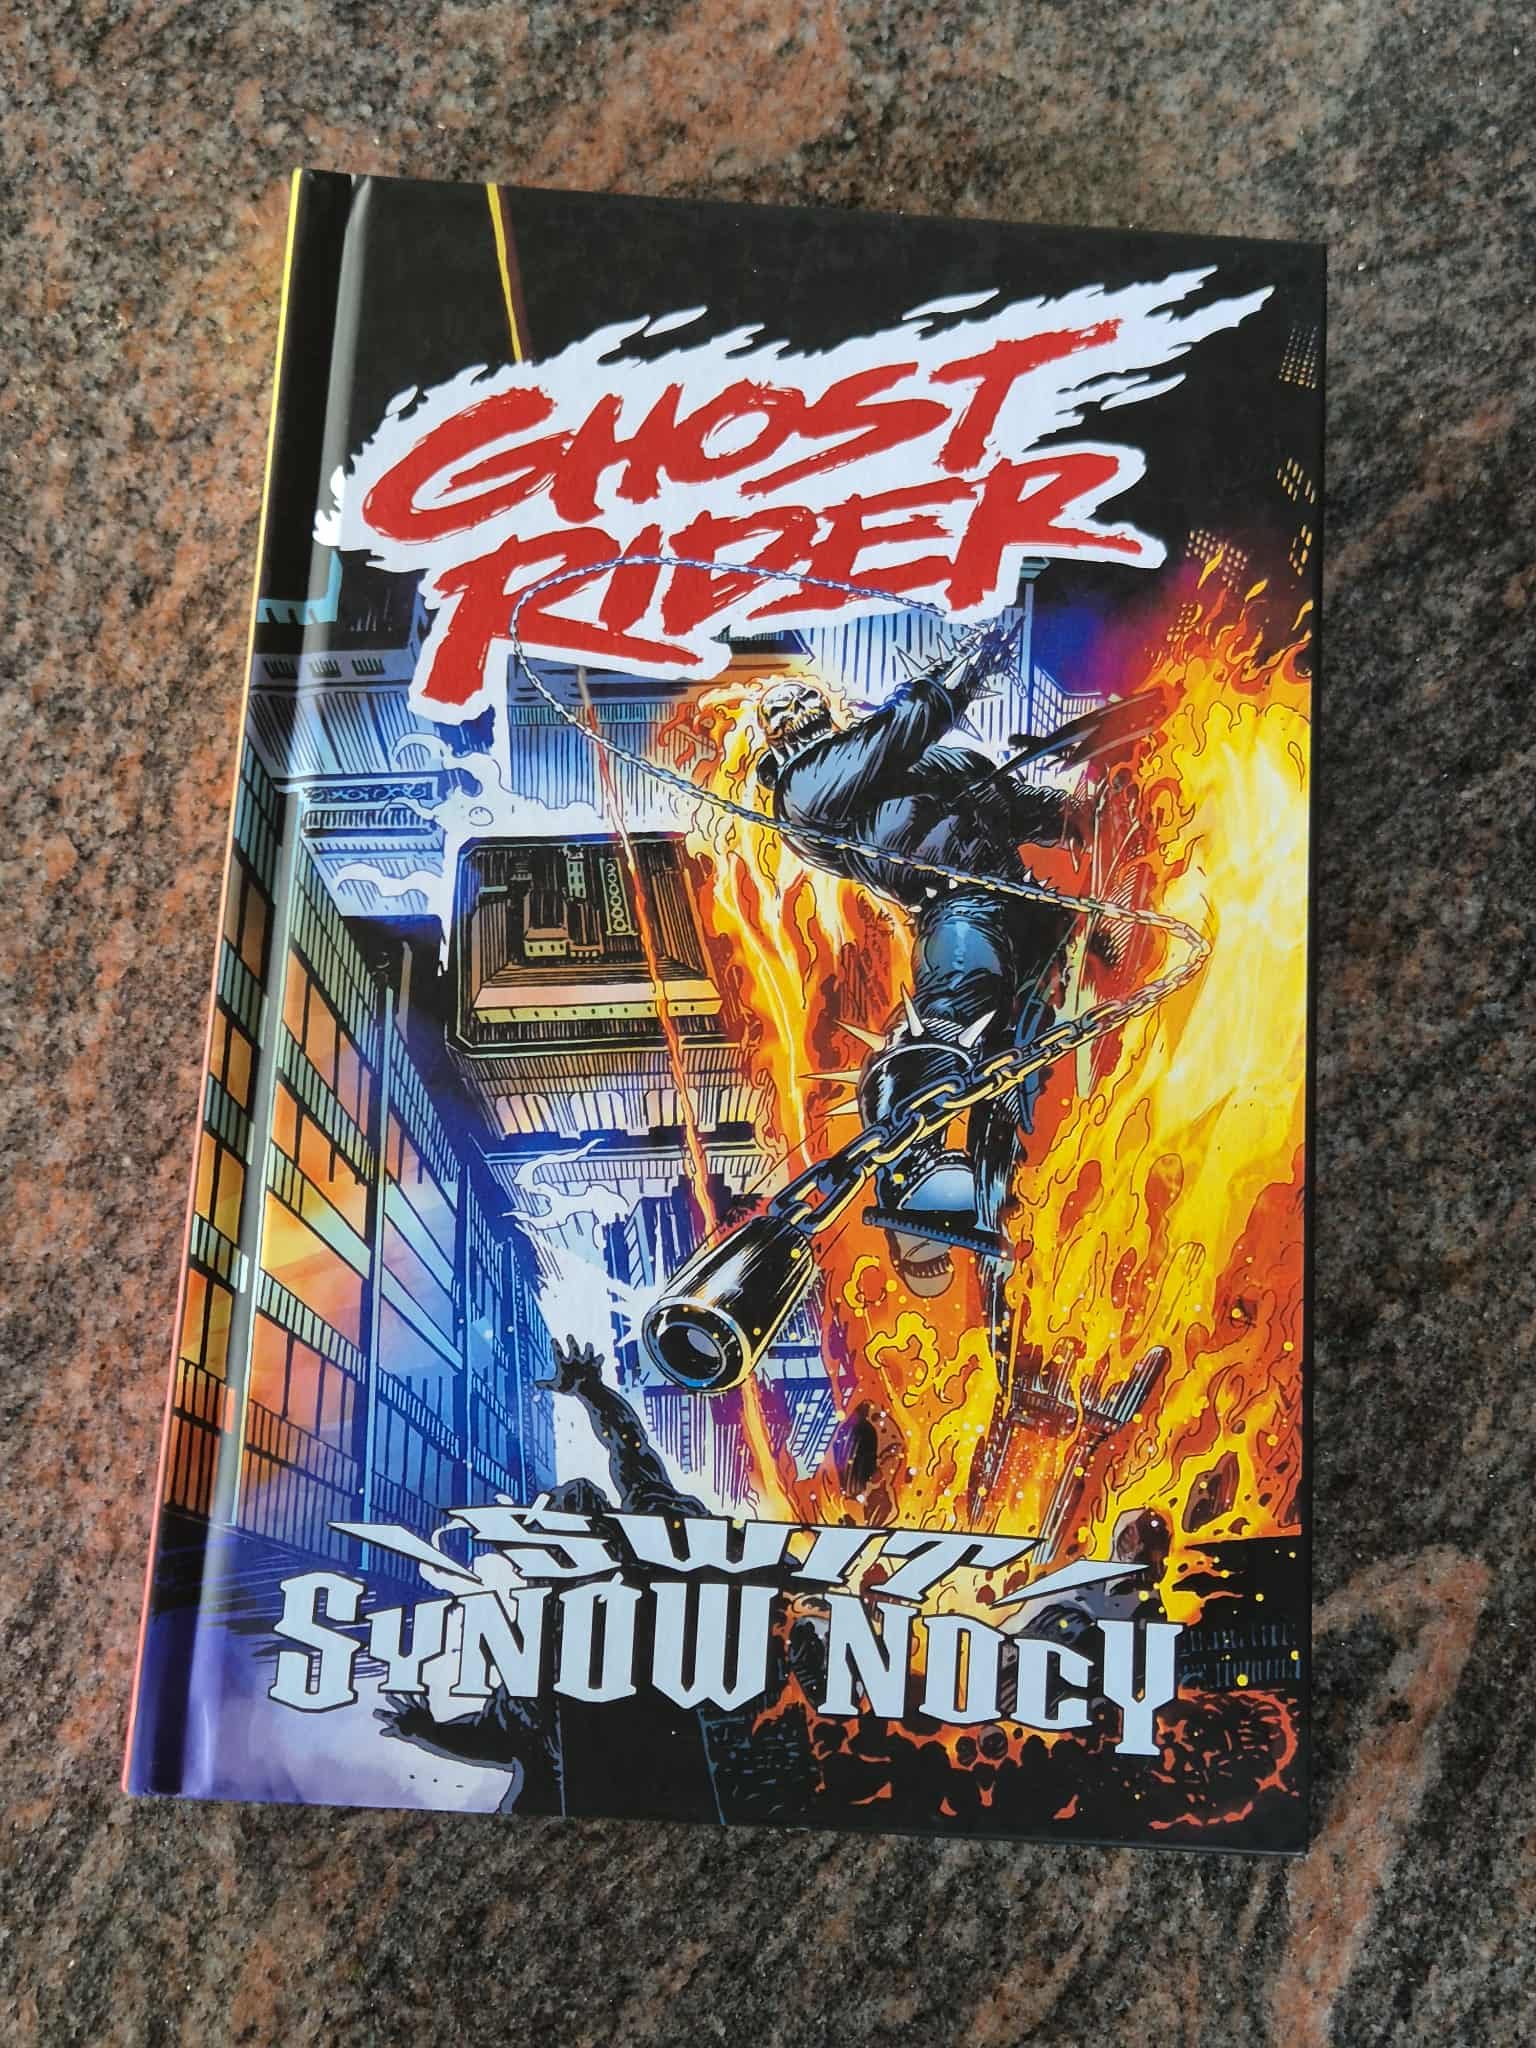 GHOST
RIDER
ŚWIT
SYNÓW NOCY